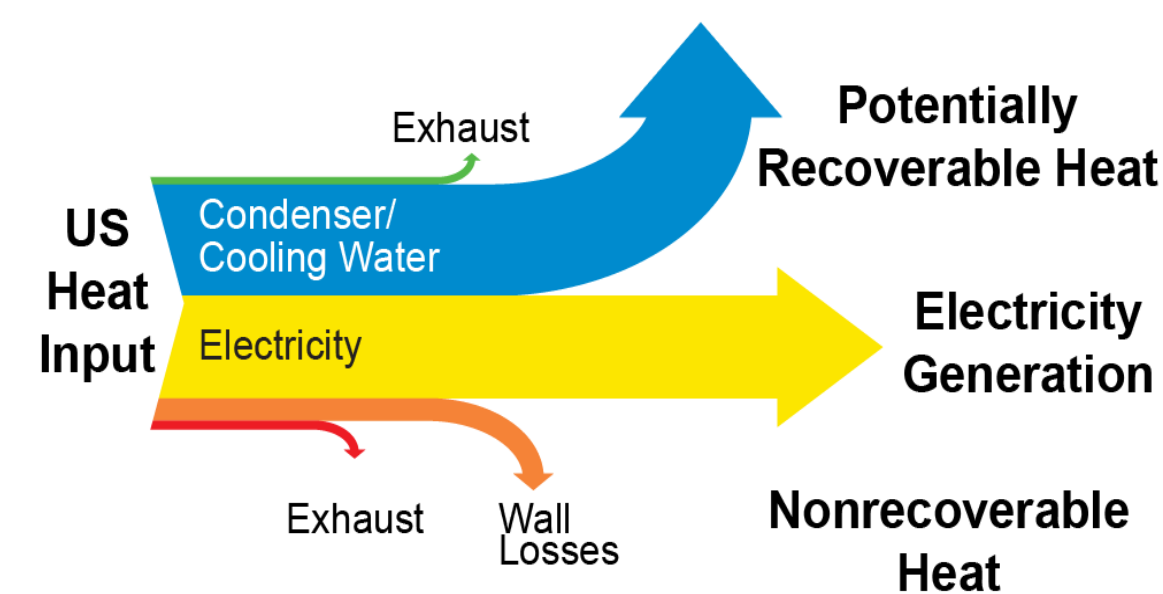 Exhaust
Potentially
Recoverable Heat
US
Heat
Input
Condenser/
Cooling Water
Electricity
Electricity
Generation
Exhaust
Wall
Losses
Nonrecoverable
Heat